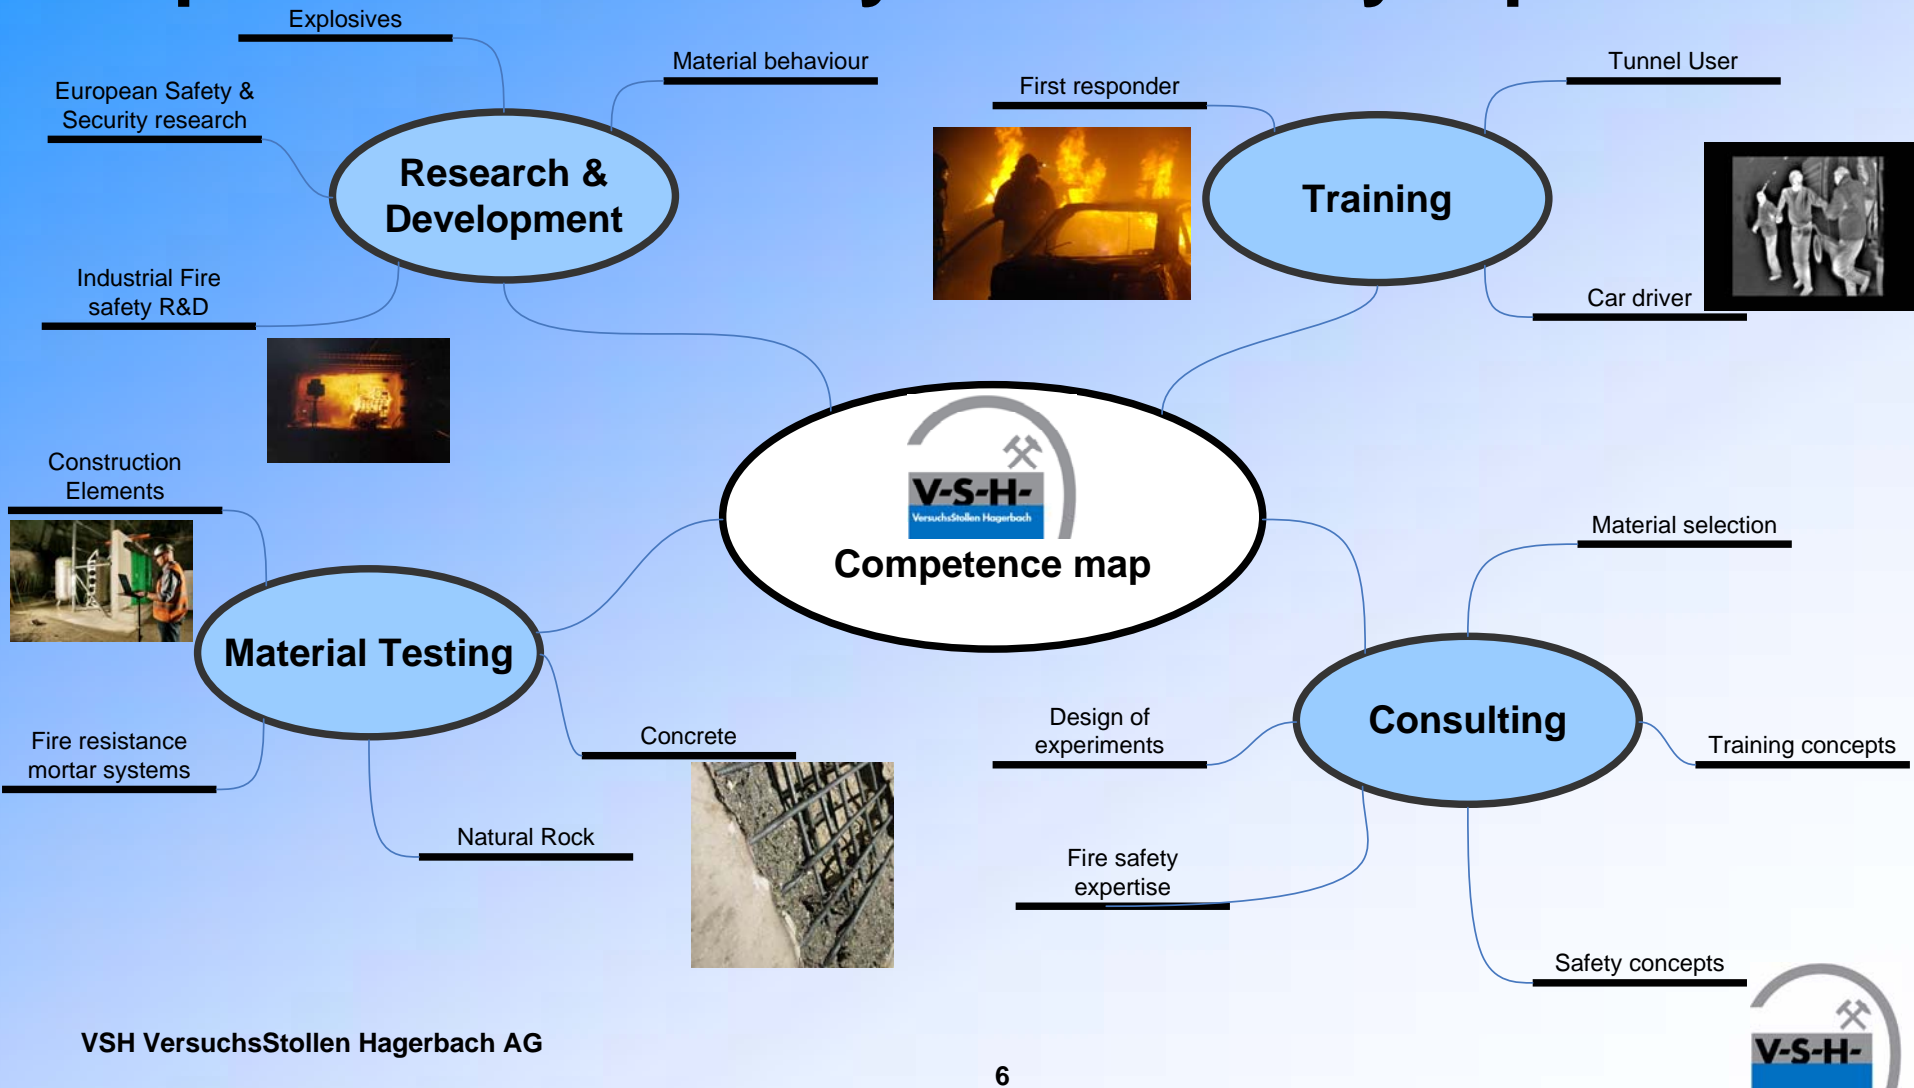 Explosives
Material behaviour
European Safety &
Security research
Research &
Development
Industrial Fire
safety R&D
First responder
Tunnel User
Training
Car driver
V-S-H-
VersuchsStollen Hagerbach
Competence map
Construction
Elements
Material Testing
Fire resistance
mortar systems
Concrete
Natural Rock
Material selection
Consulting
Design of
experiments
Training concepts
Fire safety
expertise
Safety concepts
VSH VersuchsStollen Hagerbach AG
6
V-S-H-